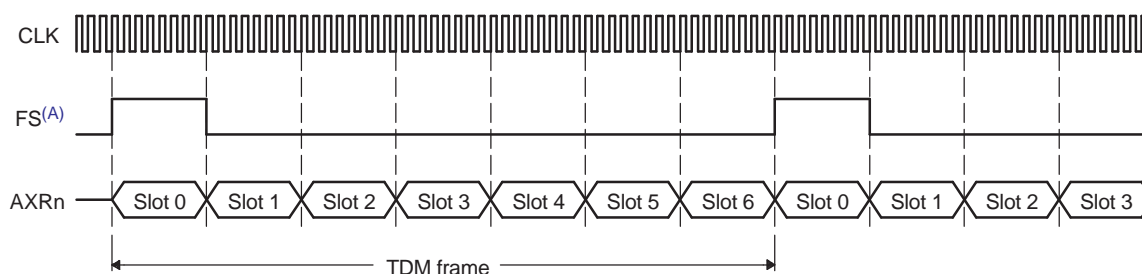 CLK
FS(A)
AXRn
Slot 0 Slot 1 Slot 2 Slot 3 Slot 4 Slot 5 Slot 6 Slot 0 Slot 1 Slot 2 Slot 3
TDM frame